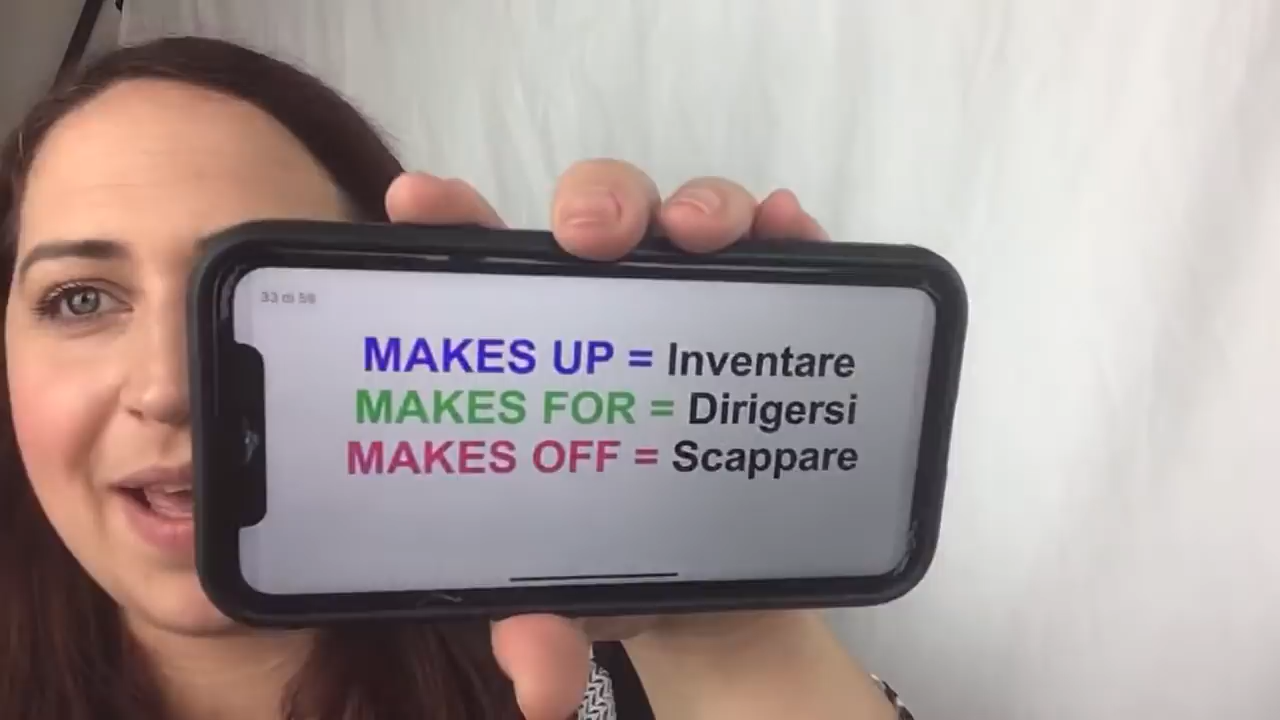 33 di 58
MAKES UP = Inventare
MAKES FOR = Dirigersi
MAKES OFF = Scappare